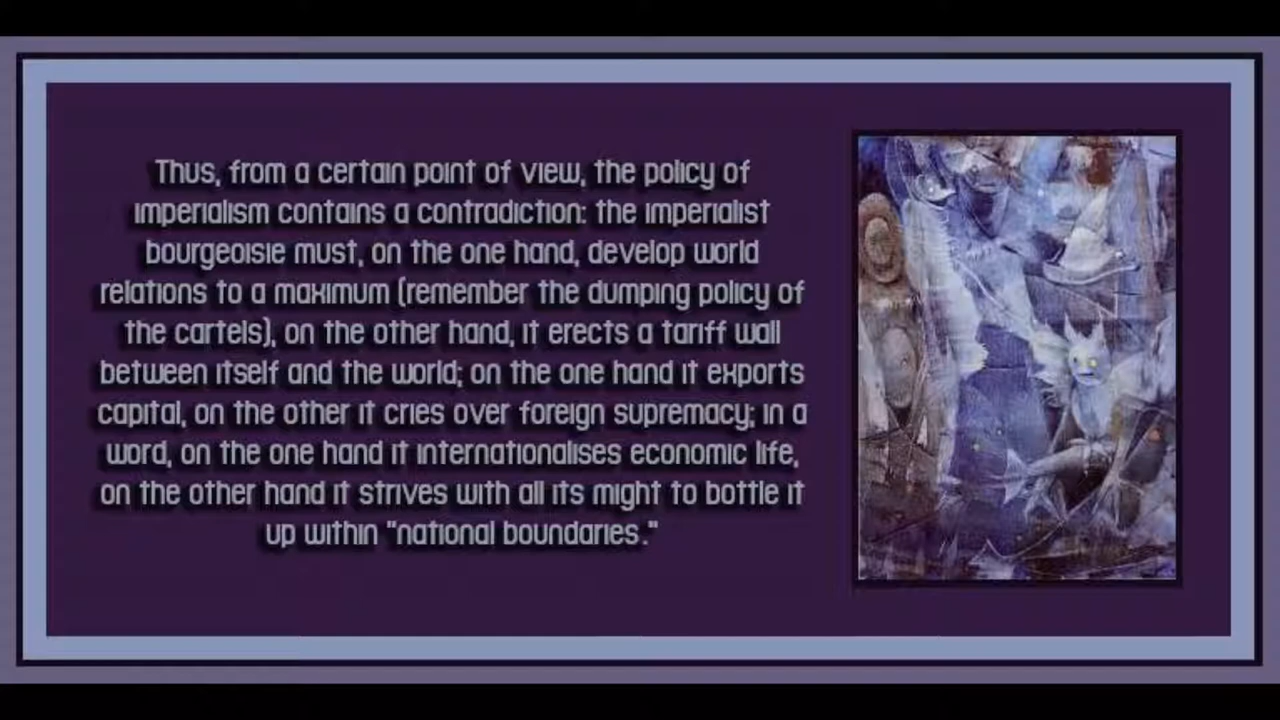 Thus, from a certain point of view, the policy of
imperialism contains a contradiction: the imperialist
bourgeoisie must, on the one hand, develop world
relations to a maximum (remember the dumping policy of
the cartels), on the other hand, it erects a tariff wall
between itself and the world; on the one hand it exports
capital, on the other it cries over foreign supremacy; in a
word, on the one hand it internationalises economic life,
on the other hand it strives with all its might to bottle it
up within "national boundaries."